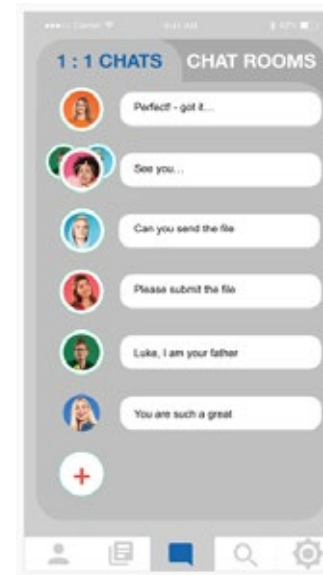 1 : 1 CHATS
CHAT ROOMS
Perfect! - got it...
See you...
Can you send the file
Please submit the file
Luke, I am your father
You are such a great